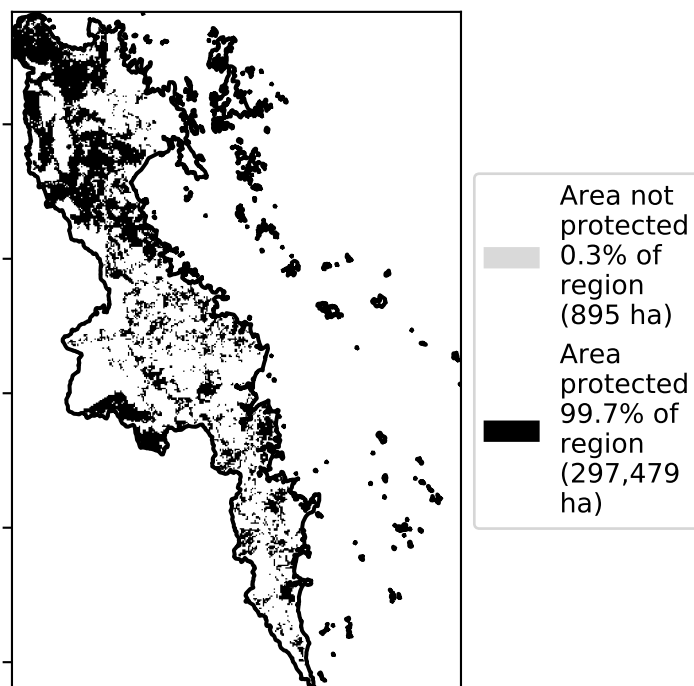 Area not
protected
0.3% of
region
(895 ha)
Area
protected
99.7% of
region
(297,479
ha)